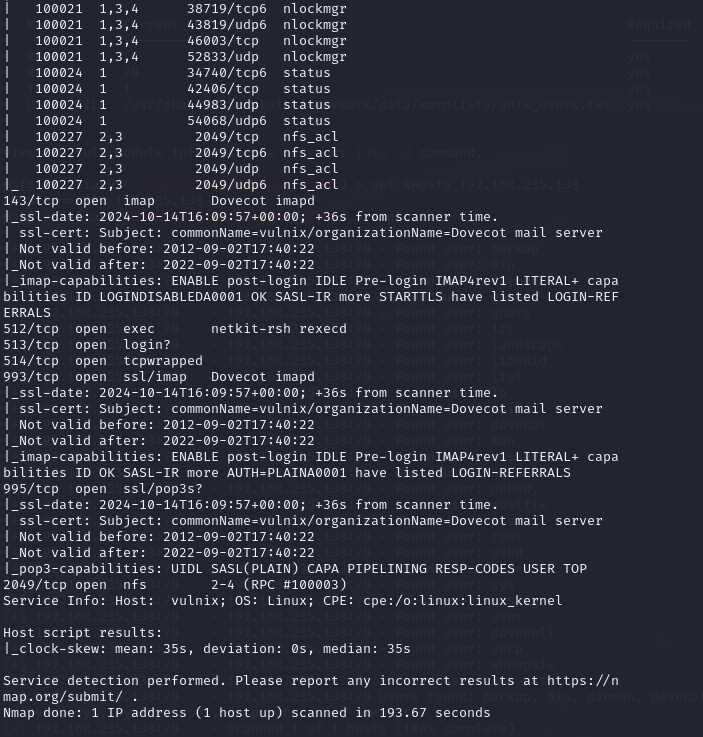 |   100021  1,3,4      38719/tcp6  nlockmgr
|   100021  1,3,4      43819/udp6  nlockmgr
|   100021  1,3,4      46003/tcp   nlockmgr
|   100021  1,3,4      52833/udp   nlockmgr
|   100024  1          34740/tcp6  status
|   100024  1          42406/tcp   status
|   100024  1          44983/udp   status
|   100024  1          54068/udp6  status
|   100227  2,3         2049/tcp   nfs_acl
|   100227  2,3         2049/tcp6  nfs_acl
|   100227  2,3         2049/udp   nfs_acl
|   100227  2,3         2049/udp6  nfs_acl
143/tcp  open  imap       Dovecot imapd
|_ssl-date: 2024-10-14T16:09:57+00:00; +36s from scanner time.
| ssl-cert: Subject: commonName=vulnix/organizationName=Dovecot mail server
| Not valid before: 2012-09-02T17:40:22
|_Not valid after:  2022-09-02T17:40:22
|_imap-capabilities: ENABLE post-login IDLE Pre-login IMAP4rev1 LITERAL+ capa
bilities ID LOGINDISABLEDA0001 OK SASL-IR more STARTTLS have listed LOGIN-REF
ERRALS
512/tcp  open  exec       netkit-rsh rexecd
513/tcp  open  login?
514/tcp  open  tcpwrapped
993/tcp  open  ssl/imap   Dovecot imapd
|_ssl-date: 2024-10-14T16:09:57+00:00; +36s from scanner time.
| ssl-cert: Subject: commonName=vulnix/organizationName=Dovecot mail server
| Not valid before: 2012-09-02T17:40:22
|_Not valid after:  2022-09-02T17:40:22
|_imap-capabilities: ENABLE post-login IDLE Pre-login IMAP4rev1 LITERAL+ capa
bilities ID OK SASL-IR more AUTH=PLAINA0001 have listed LOGIN-REFERRALS
995/tcp  open  ssl/pop3s?
|_ssl-date: 2024-10-14T16:09:57+00:00; +36s from scanner time.
| ssl-cert: Subject: commonName=vulnix/organizationName=Dovecot mail server
| Not valid before: 2012-09-02T17:40:22
|_Not valid after:  2022-09-02T17:40:22
|_pop3-capabilities: UIDL SASL(PLAIN) CAPA PIPELINING RESP-CODES USER TOP
2049/tcp open  nfs        2-4 (RPC #100003)
Service Info: Host:  vulnix; OS: Linux; CPE: cpe:/o:linux:linux_kernel
Host script results:
|_clock-skew: mean: 35s, deviation: 0s, median: 35s
Service detection performed. Please report any incorrect results at https://n
map.org/submit/ .
Nmap done: 1 IP address (1 host up) scanned in 193.67 seconds